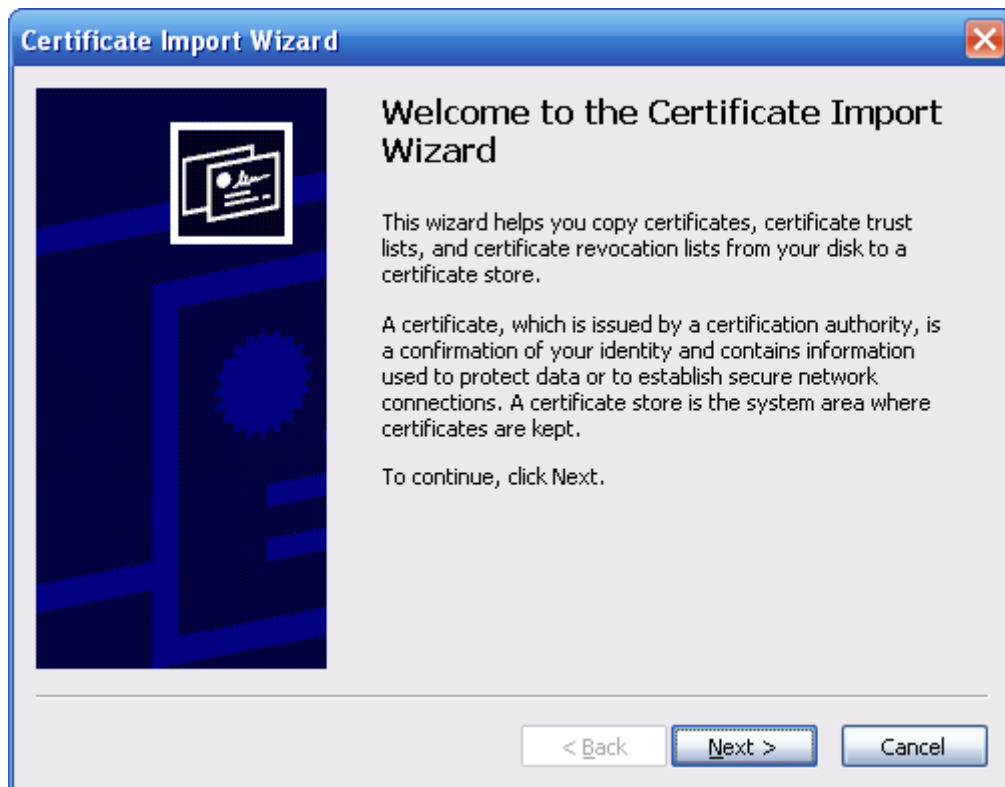 Certificate Import Wizard
Welcome to the Certificate Import
Wizard
This wizard helps you copy certificates, certificate trust
lists, and certificate revocation lists from your disk to a
certificate store.
A certificate, which is issued by a certification authority, is
a confirmation of your identity and contains information
used to protect data or to establish secure network
connections. A certificate store is the system area where
certificates are kept.
To continue, click Next.
< Back Next > Cancel